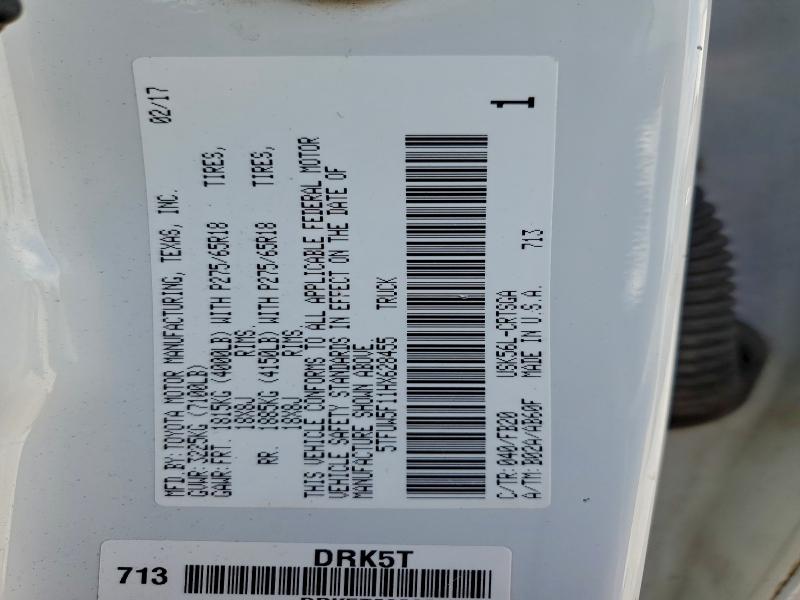 MFD.BY: TOYOTA MOTOR MANUFACTURING, TEXAS, INC. 02/17
GVWR: 3225KG (7100LB)
GAWR: FRT. 1815KG (4000LB) WITH P275/65R18 TIRES,
18X8J RIMS,
RR. 1885KG (4150LB) WITH P275/65R18 TIRES,
18X8J RIMS,
THIS VEHICLE CONFORMS TO ALL APPLICABLE FEDERAL MOTOR
VEHICLE SAFETY STANDARDS IN EFFECT ON THE DATE OF
MANUFACTURE SHOWN ABOVE.
5TFUW5F11HX628455 TRUCK
C/TR: 040/FB20 USK56L-CRTSGA 713
A/TM: B02A/AB60F MADE IN U.S.A.
1
DRK5T
713